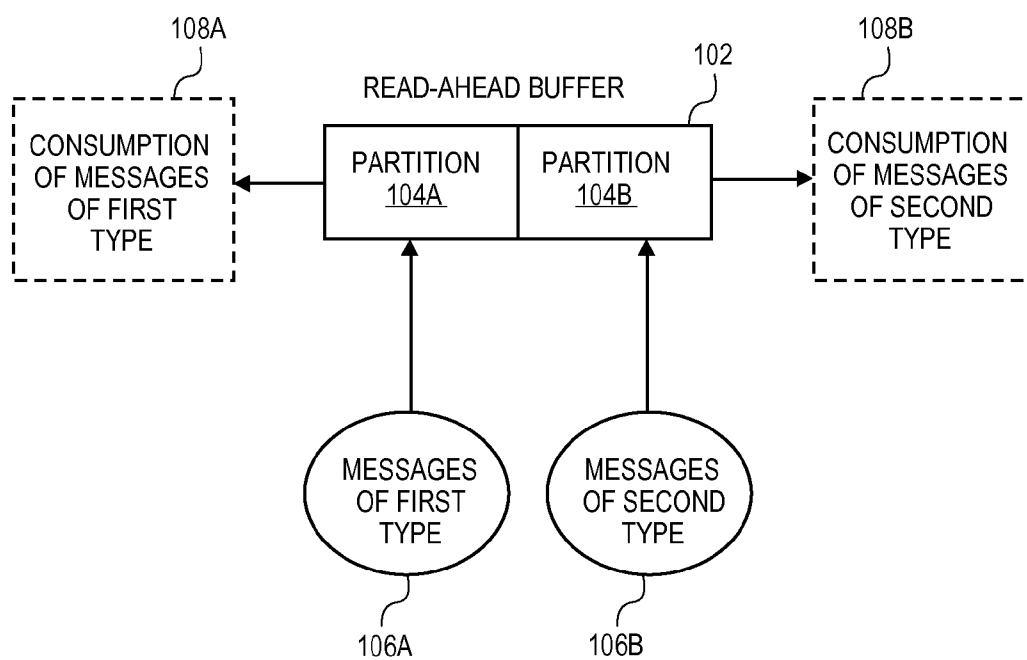 108A
108B
102
READ-AHEAD BUFFER
CONSUMPTION
OF MESSAGES
OF FIRST
TYPE
PARTITION
104A
PARTITION
104B
CONSUMPTION
OF MESSAGES
OF SECOND
TYPE
MESSAGES
OF FIRST
TYPE
MESSAGES
OF SECOND
TYPE
106A
106B